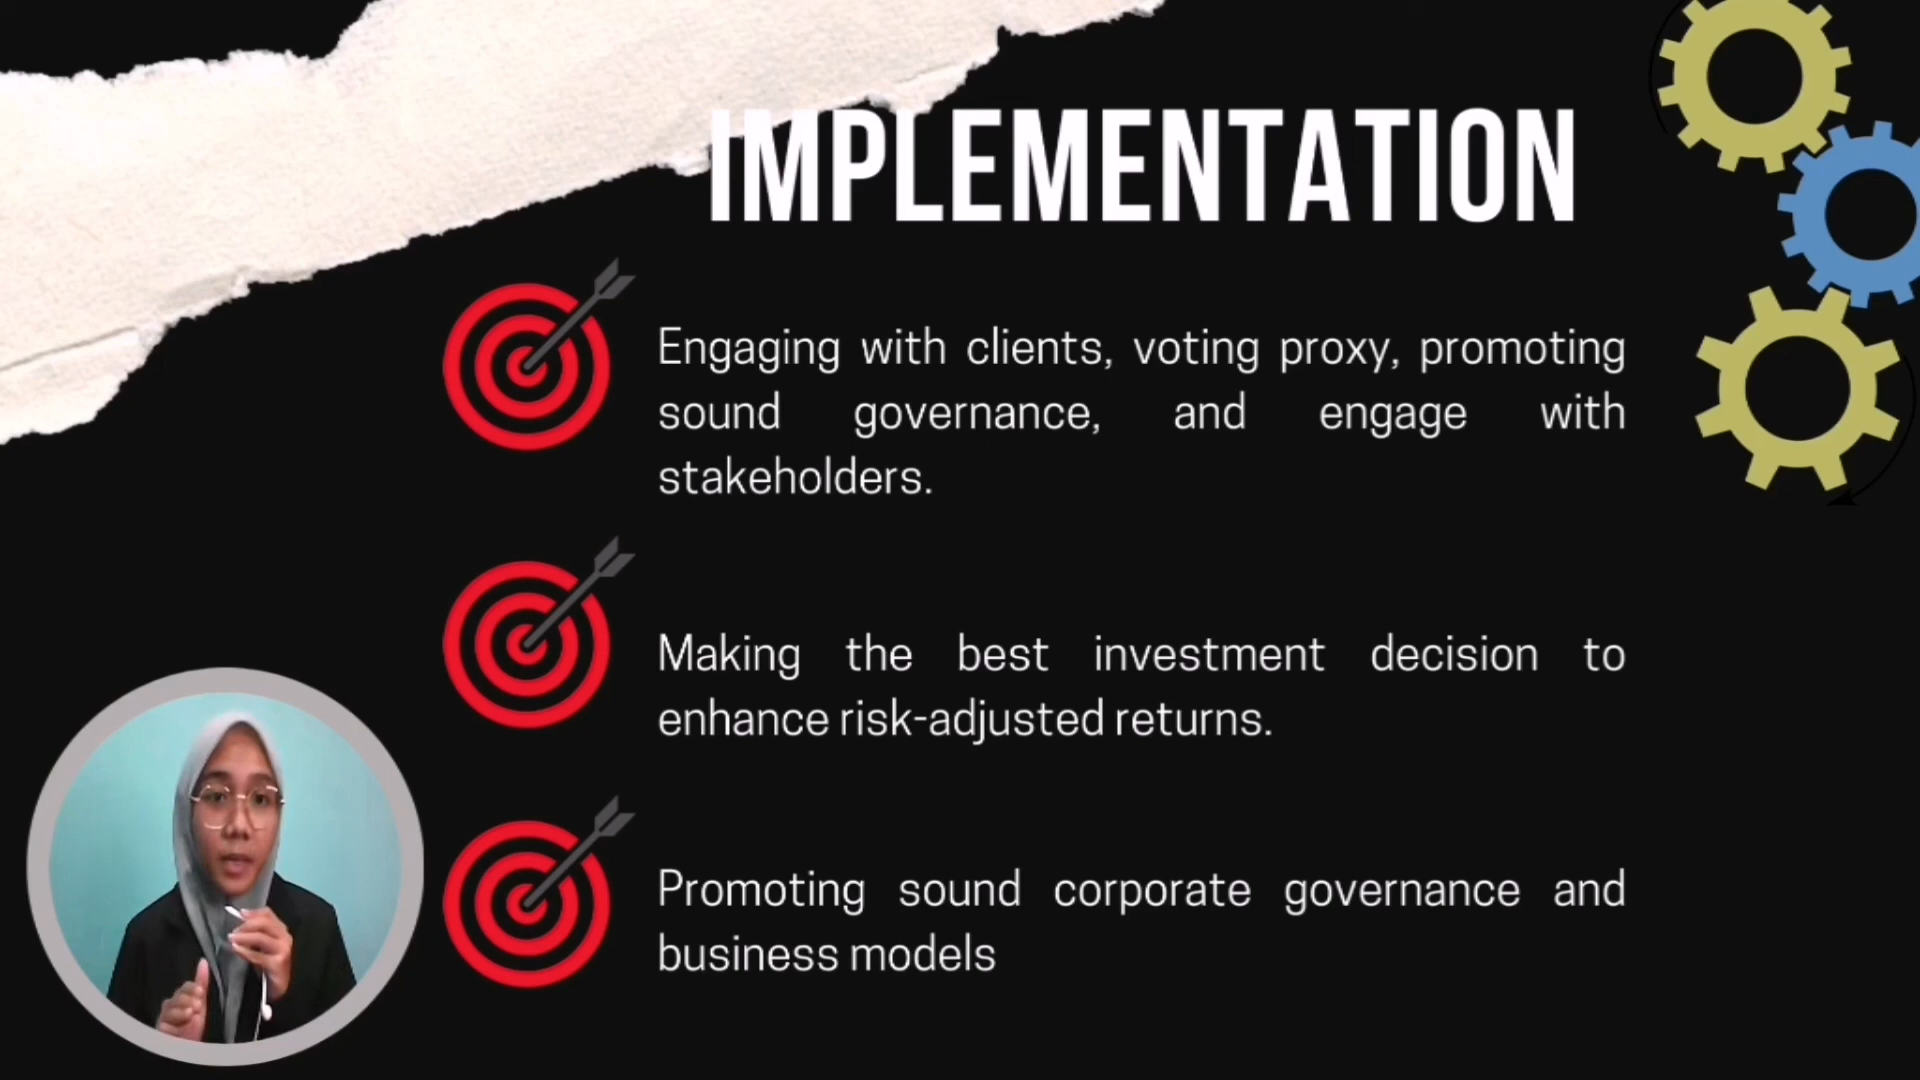 IMPLEMENTATION
Engaging with clients, voting proxy, promoting
sound governance, and engage with
stakeholders.
Making the best investment decision to
enhance risk-adjusted returns.
Promoting sound corporate governance and
business models